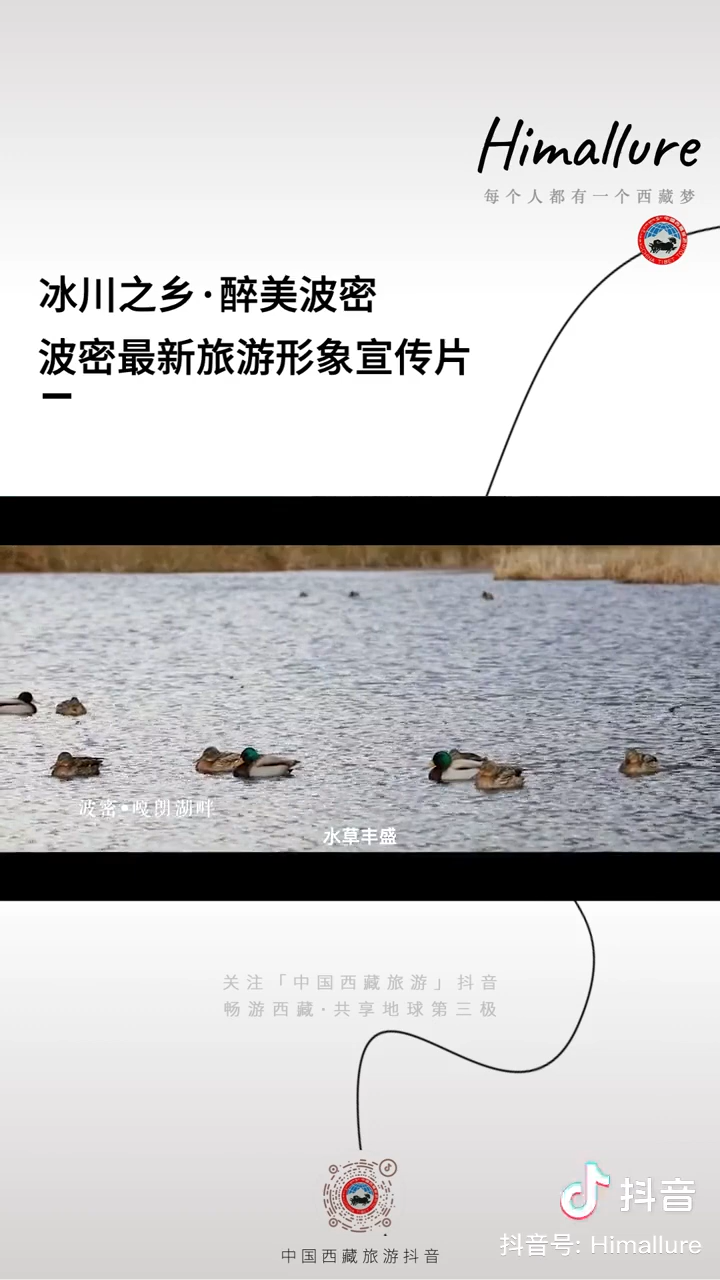 Himallure
每个人都有一个西藏梦
冰川之乡·醉美波密
波密最新旅游形象宣传片
波密•嘎朗湖畔
水草丰盛
关注「中国西藏旅游」抖音
畅游西藏·共享地球第三极
中国西藏旅游抖音
抖音
抖音号: Himallure